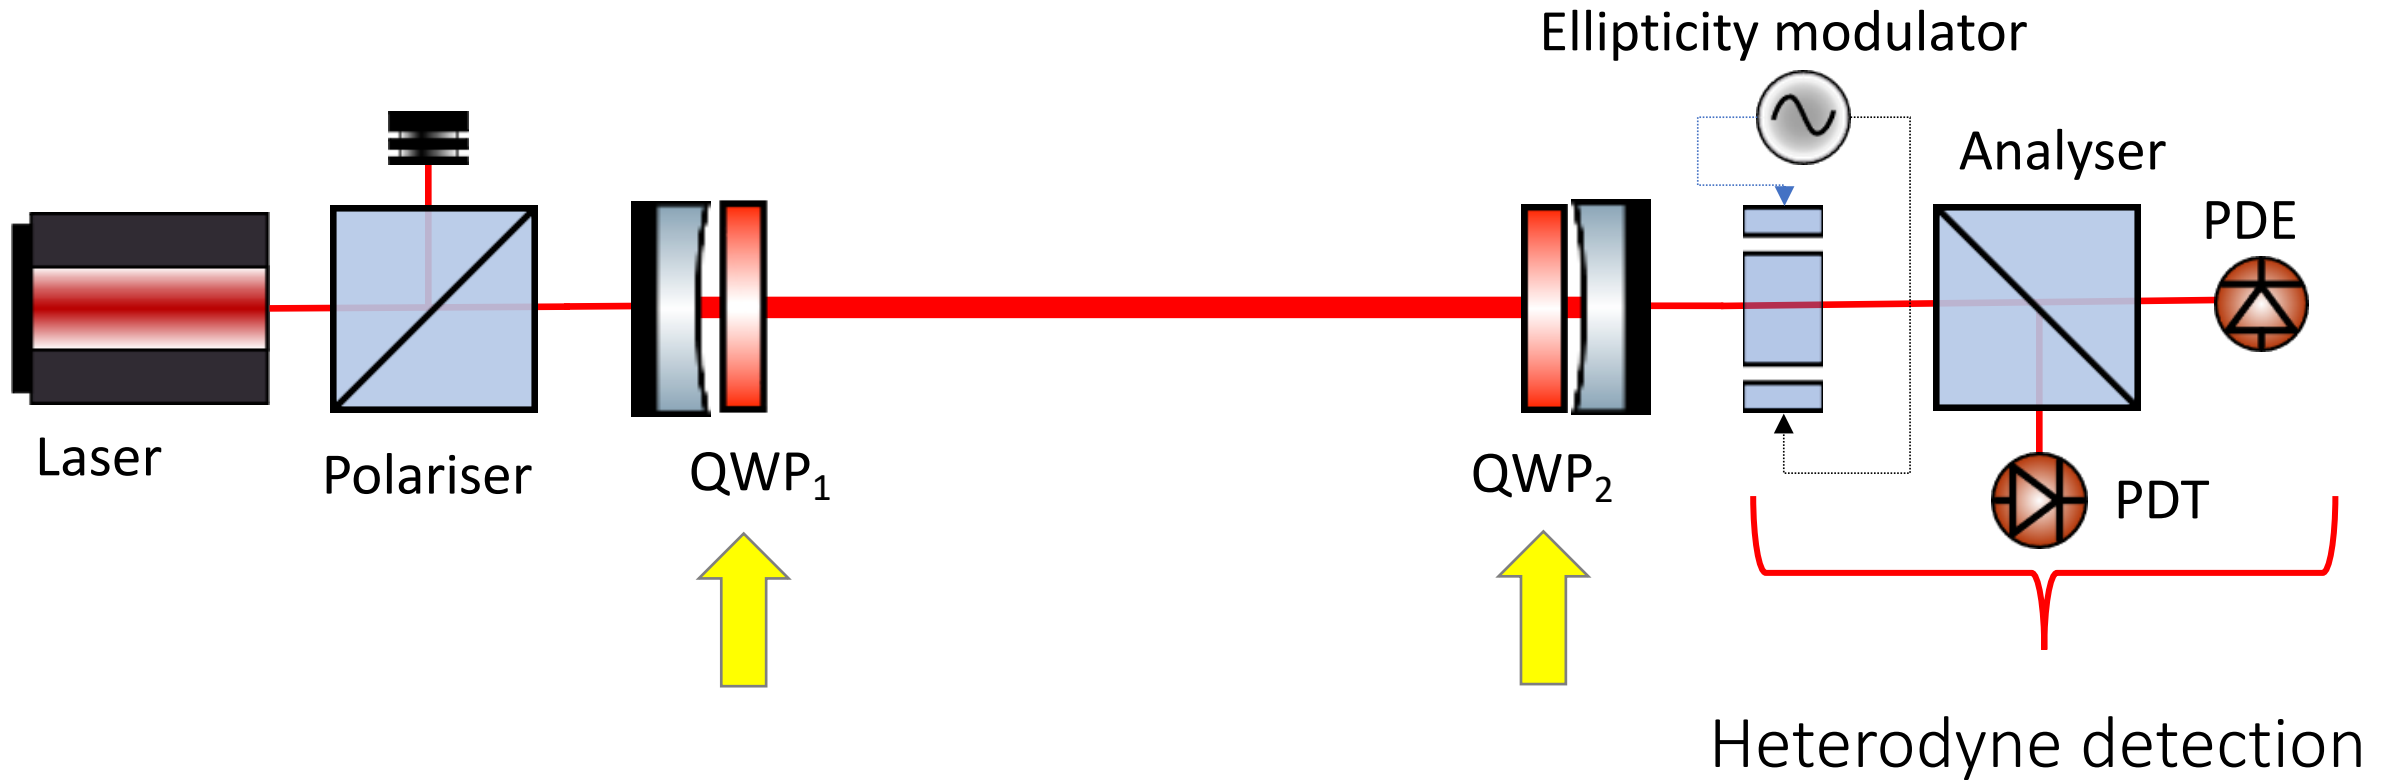 Ellipticity modulator
Analyser
PDE
Laser
Polariser
QWP₁
QWP₂
PDT
Heterodyne detection